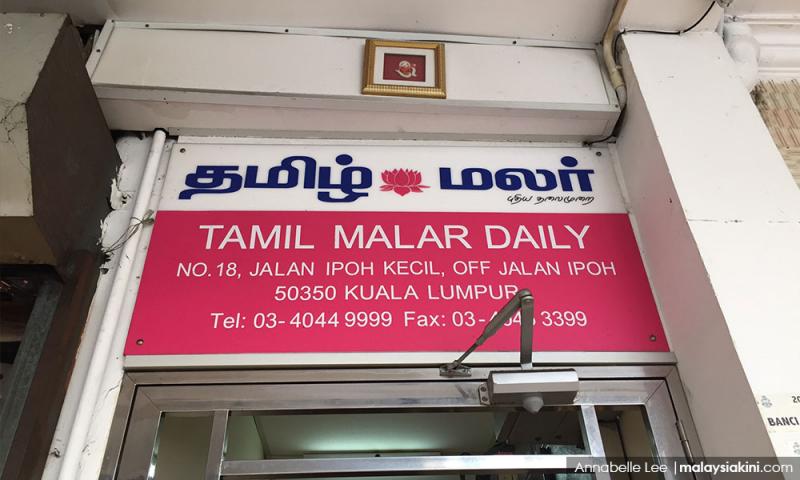 தமிழ் மலர்
புதிய தலைமுறை
TAMIL MALAR DAILY
NO.18, JALAN IPOH KECIL, OFF JALAN IPOH
50350 KUALA LUMPUR
Tel: 03-4044 9999 Fax: 03- 3399
BANCI
Annabelle Lee | malaysiakini.com